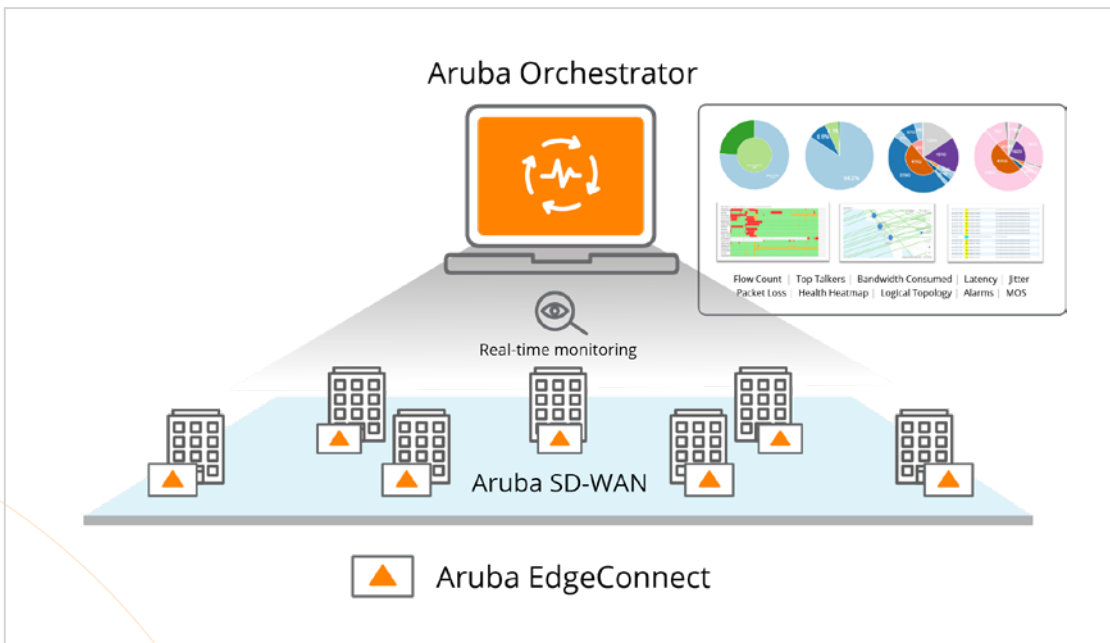 Aruba Orchestrator
Flow Count | Top Talkers | Bandwidth Consumed | Latency | Jitter
Packet Loss | Health Heatmap | Logical Topology | Alarms | MOS
Real-time monitoring
Aruba SD-WAN
Aruba EdgeConnect